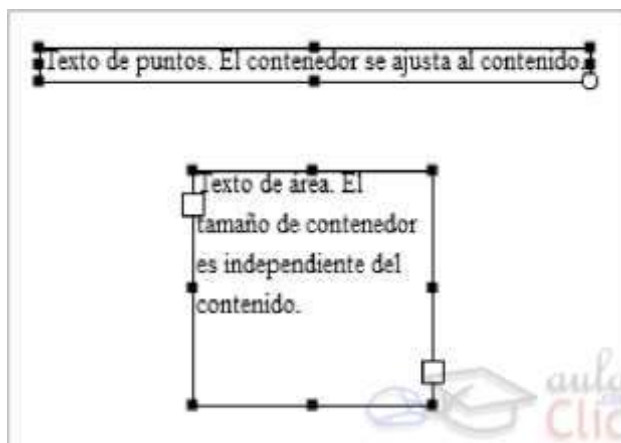 Texto de puntos. El contenedor se ajusta al contenido.
Texto de área. El
tamaño de contenedor
es independiente del
contenido.
aula
Clic